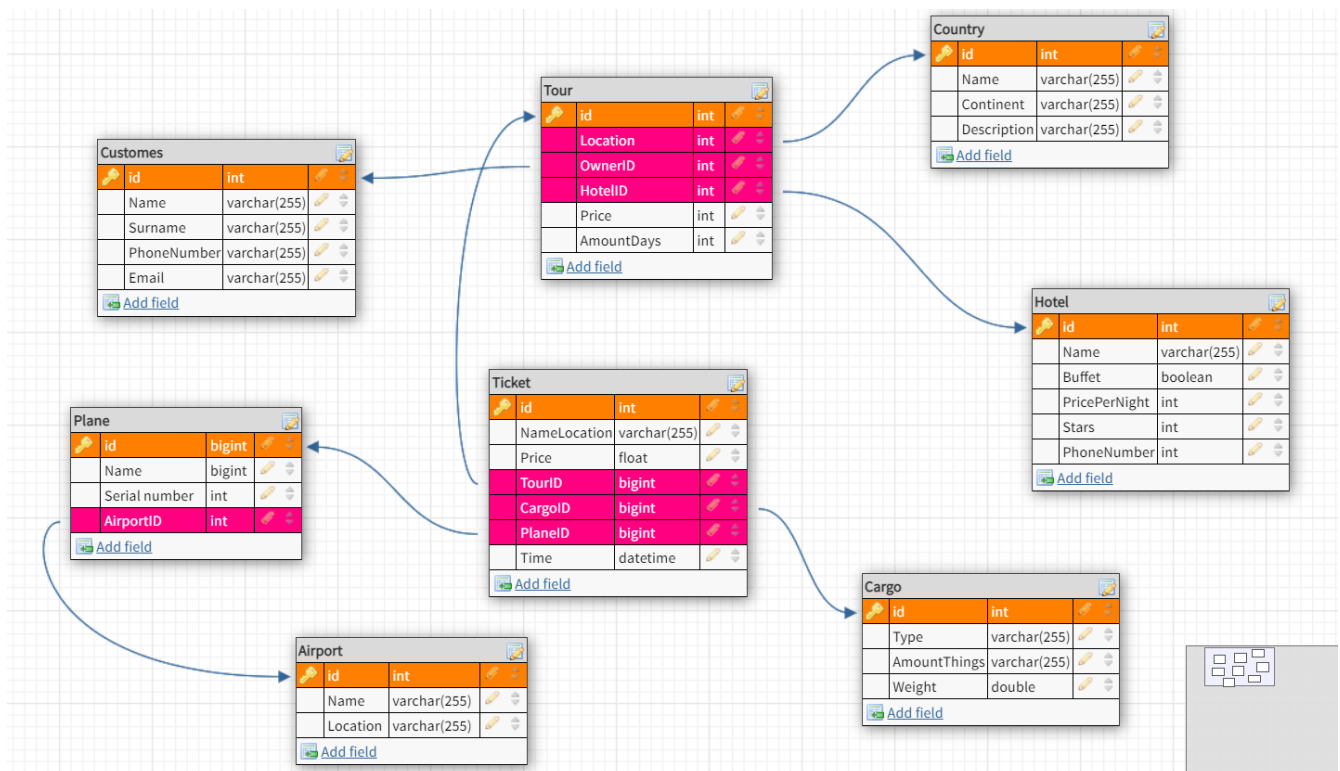 Country
id int
Name varchar(255)
Continent varchar(255)
Description varchar(255)
Add field
Tour
id int
Location int
OwnerID int
HotelID int
Price int
AmountDays int
Add field
Customes
id int
Name varchar(255)
Surname varchar(255)
PhoneNumber varchar(255)
Email varchar(255)
Add field
Hotel
id int
Name varchar(255)
Buffet boolean
PricePerNight int
Stars int
PhoneNumber int
Add field
Ticket
id int
NameLocation varchar(255)
Price float
TourID bigint
CargoID bigint
PlaneID bigint
Time datetime
Add field
Plane
id bigint
Name bigint
Serial number int
AirportID int
Add field
Cargo
id int
Type varchar(255)
AmountThings varchar(255)
Weight double
Add field
Airport
id int
Name varchar(255)
Location varchar(255)
Add field